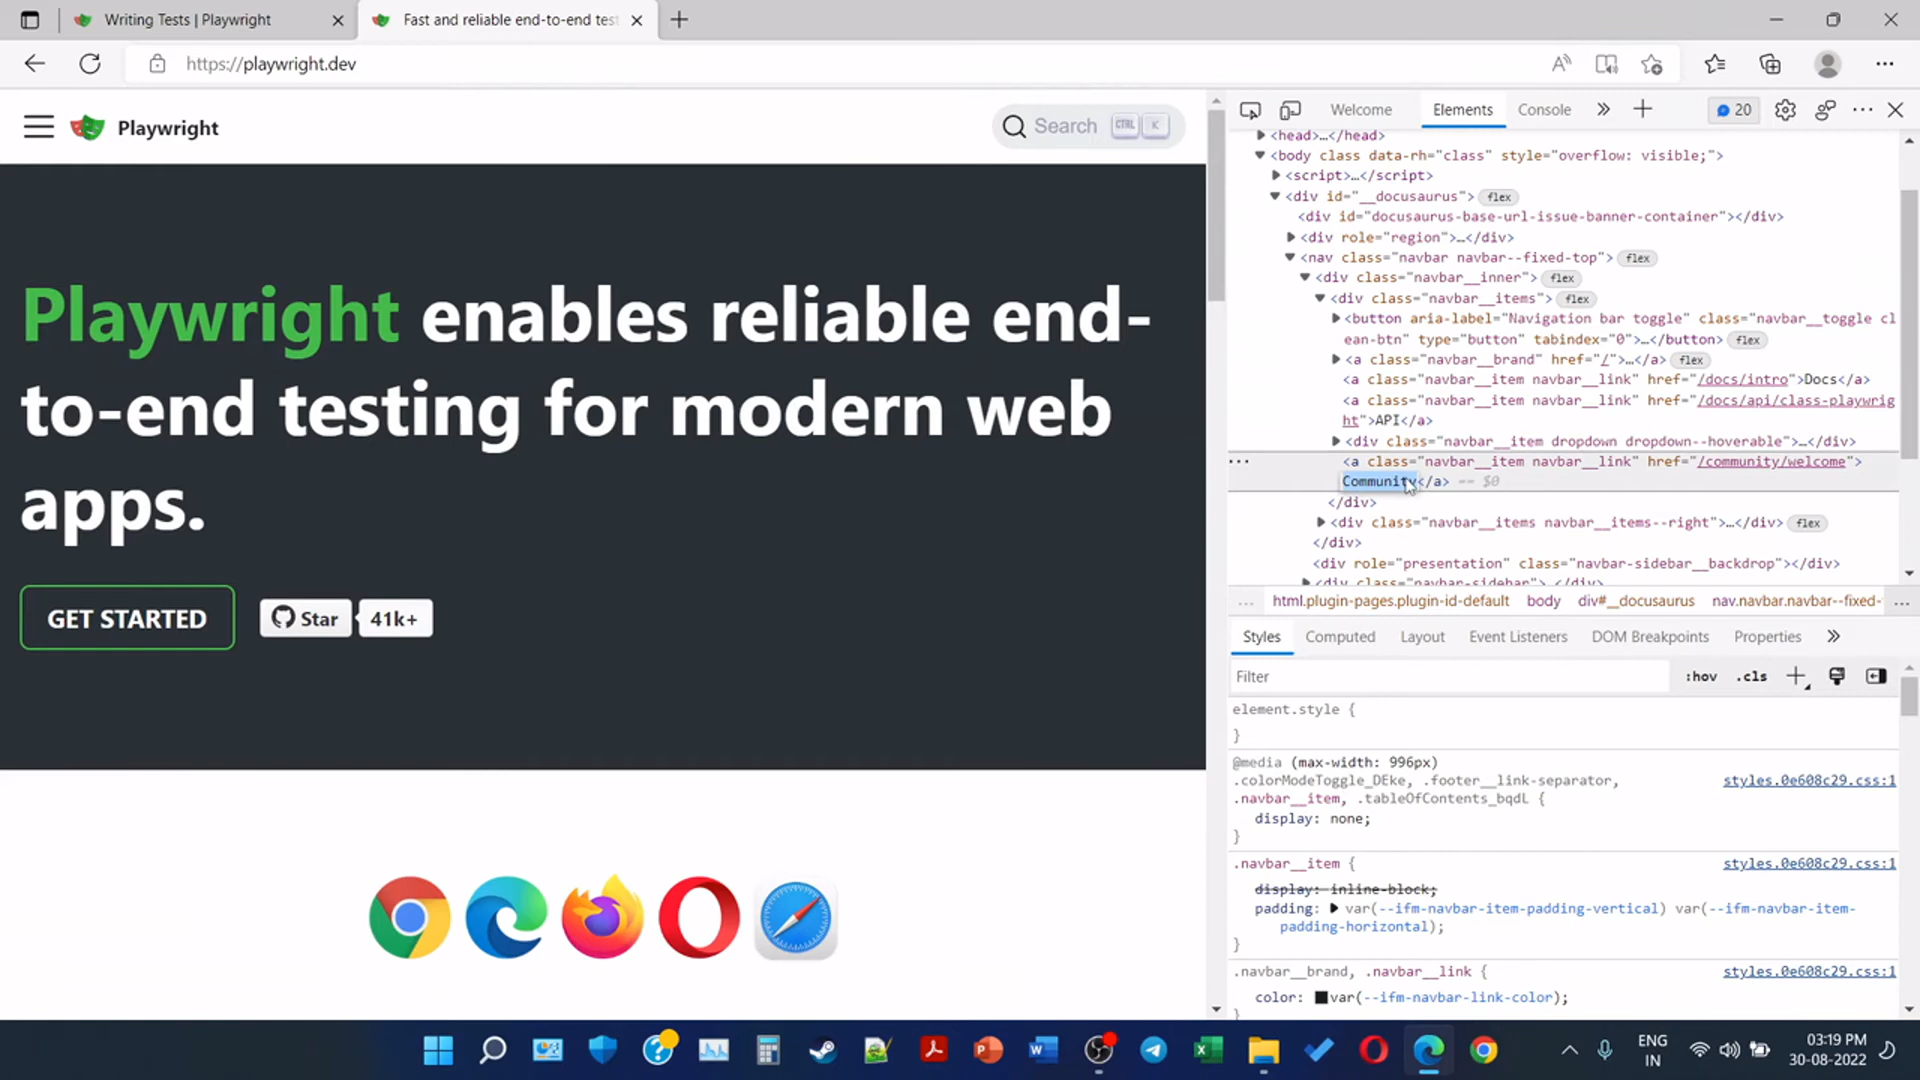 Writing Tests | Playwright
Fast and reliable end-to-end tes
https://playwright.dev
Playwright
Search CTRL K
Playwright enables reliable end-
to-end testing for modern web
apps.
GET STARTED
Star
41k+
Welcome
Elements
Console
20
<head>…</head>
<body class data-rh="class" style="overflow: visible;">
<script>…</script>
<div id="__docusaurus"> flex
<div id="docusaurus-base-url-issue-banner-container"></div>
<div role="region">…</div>
<nav class="navbar navbar--fixed-top"> flex
<div class="navbar__inner"> flex
<div class="navbar__items"> flex
<button aria-label="Navigation bar toggle" class="navbar__toggle cl
ean-btn" type="button" tabindex="0">…</button> flex
<a class="navbar__brand" href="/">…</a> flex
<a class="navbar__item navbar__link" href="/docs/intro">Docs</a>
<a class="navbar__item navbar__link" href="/docs/api/class-playwrig
ht">API</a>
<div class="navbar__item dropdown dropdown--hoverable">…</div>
… <a class="navbar__item navbar__link" href="/community/welcome">
Community</a> == $0
</div>
<div class="navbar__items navbar__items--right">…</div> flex
</div>
<div role="presentation" class="navbar-sidebar__backdrop"></div>
<div class="navbar-sidebar">…</div>
… html.plugin-pages.plugin-id-default body div#__docusaurus nav.navbar.navbar--fixed- …
Styles
Computed
Layout
Event Listeners
DOM Breakpoints
Properties
Filter
:hov .cls
element.style {
}
@media (max-width: 996px)
.colorModeToggle_DEke, .footer__link-separator, styles.0e608c29.css:1
.navbar__item, .tableOfContents_bqdL {
display: none;
}
.navbar__item { styles.0e608c29.css:1
display: inline-block;
padding: var(--ifm-navbar-item-padding-vertical) var(--ifm-navbar-item-
padding-horizontal);
}
.navbar__brand, .navbar__link { styles.0e608c29.css:1
color: var(--ifm-navbar-link-color);
}
ENG
IN
03:19 PM
30-08-2022